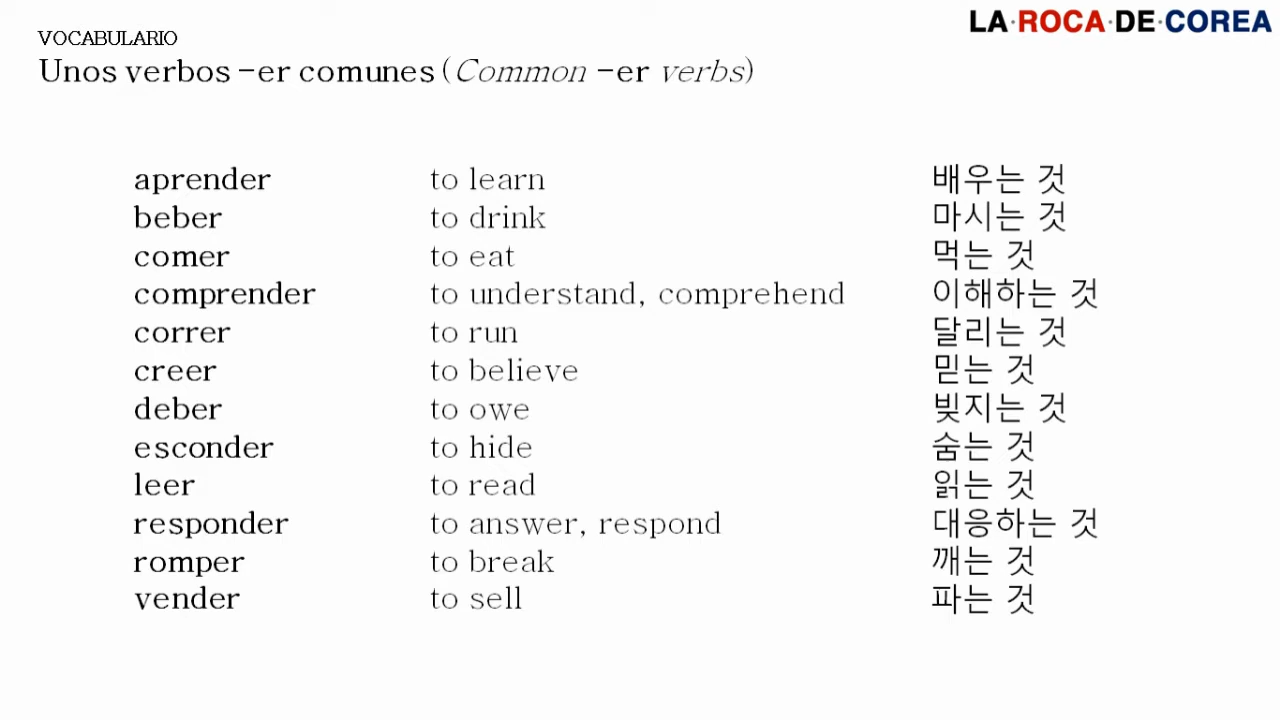 LA·ROCA·DE·COREA
VOCABULARIO
Unos verbos -er comunes (Common -er verbs)
aprender to learn 배우는 것
beber to drink 마시는 것
comer to eat 먹는 것
comprender to understand, comprehend 이해하는 것
correr to run 달리는 것
creer to believe 믿는 것
deber to owe 빚지는 것
esconder to hide 숨는 것
leer to read 읽는 것
responder to answer, respond 대응하는 것
romper to break 깨는 것
vender to sell 파는 것